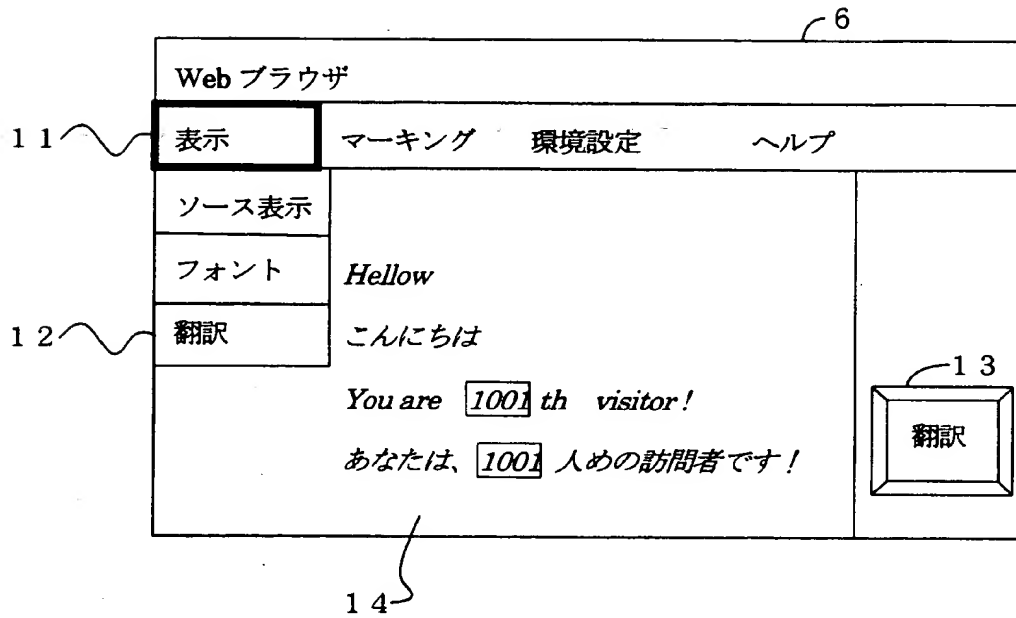 6
Web ブラウザ
11 表示 マーキング 環境設定 ヘルプ
ソース表示
フォント Hellow
12 翻訳 こんにちは
13
You are 1001 th visitor!
翻訳
あなたは、1001 人めの訪問者です!
14